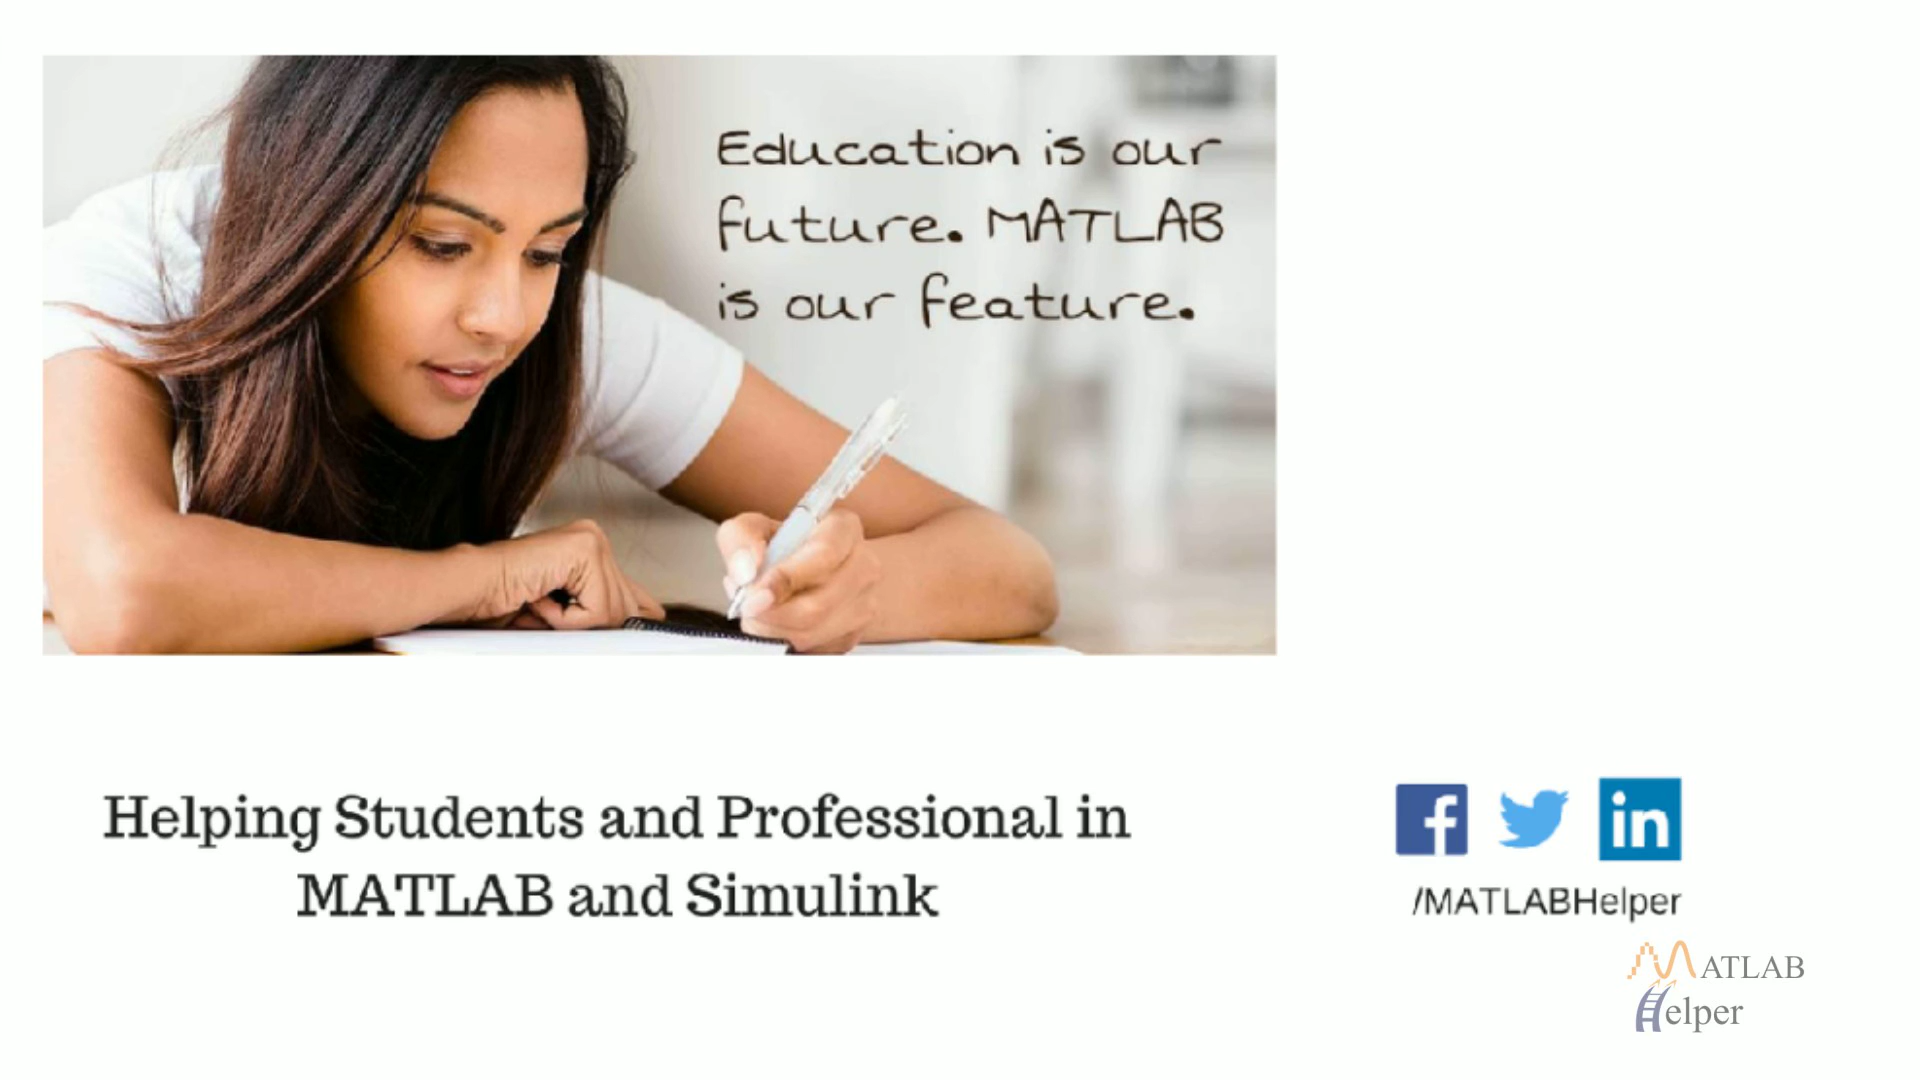 Education is our
future. MATLAB
is our feature.
Helping Students and Professional in
MATLAB and Simulink
/MATLABHelper
MATLAB
Helper